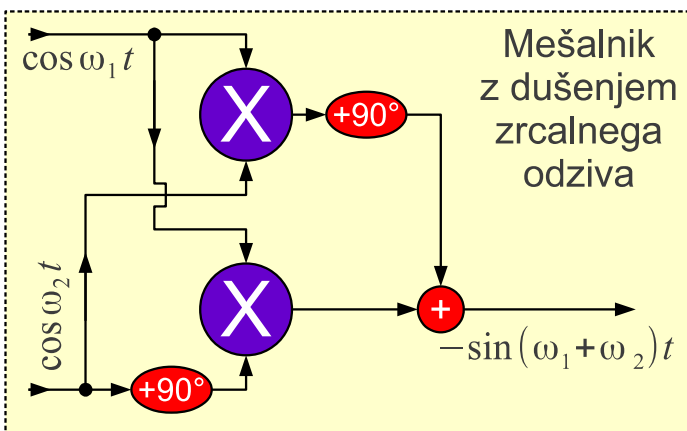 cos ω₁ t
Mešalnik
z dušenjem
zrcalnega
odziva
X
+90°
cos ω₂ t
X
+
−sin(ω₁+ω₂)t
+90°